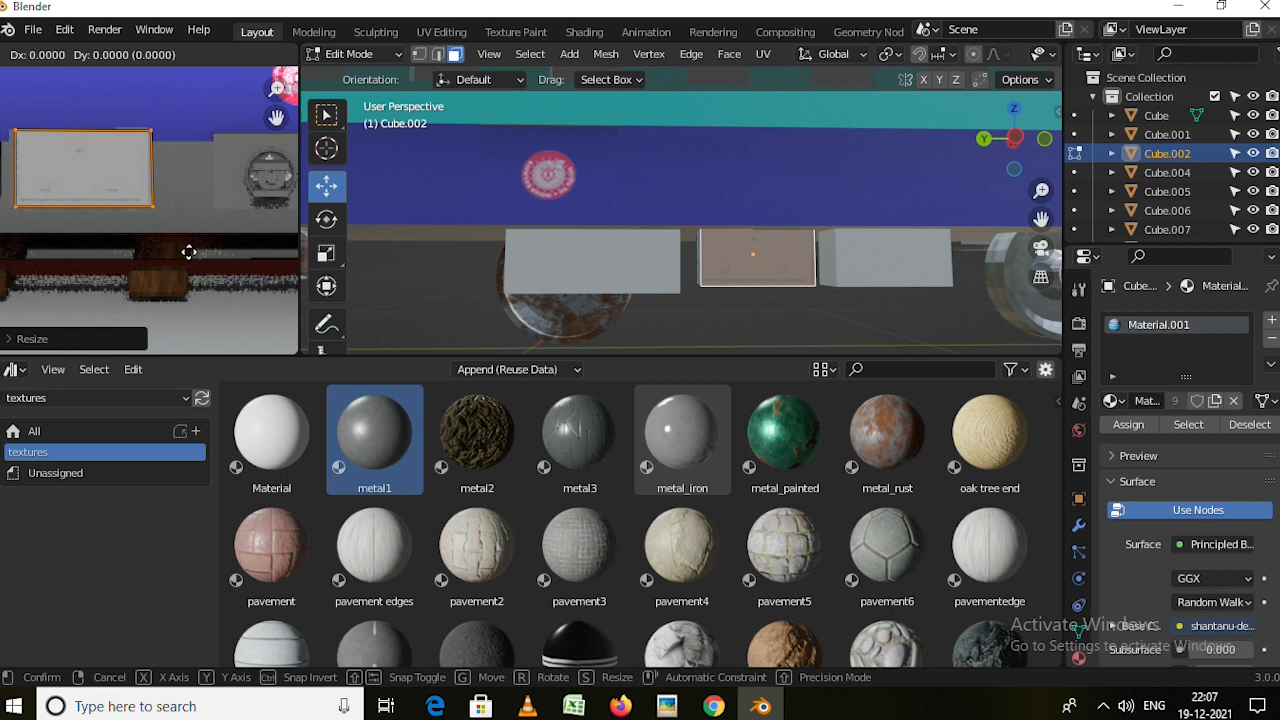 Blender
File Edit Render Window Help Layout Modeling Sculpting UV Editing Texture Paint Shading Animation Rendering Compositing Geometry Nod Scene ViewLayer
Dx: 0.0000 Dy: 0.0000 (0.0000) Edit Mode View Select Add Mesh Vertex Edge Face UV Global
Orientation: Default Drag: Select Box X Y Z Options
Scene Collection
Collection
Cube
Cube.001
Cube.002
Cube.004
Cube.005
Cube.006
Cube.007
User Perspective
(1) Cube.002
Z
Y
Resize
Cube... Material...
Material.001
Mat... 9
Assign Select Deselect
Preview
Surface
Use Nodes
Surface Principled B...
GGX
Random Walk
Base C... shantanu-de...
Subsurface 0.000
View Select Edit Append (Reuse Data)
textures
All
textures
Unassigned
Material metal1 metal2 metal3 metal_iron metal_painted metal_rust oak tree end
pavement pavement edges pavement2 pavement3 pavement4 pavement5 pavement6 pavementedge
Activate Windows
Go to Settings to activate Windows.
Confirm Cancel X X Axis Y Y Axis Ctrl Snap Invert Snap Toggle G Move R Rotate S Resize Automatic Constraint Precision Mode 3.0.0
Type here to search
ENG
22:07
19-12-2021